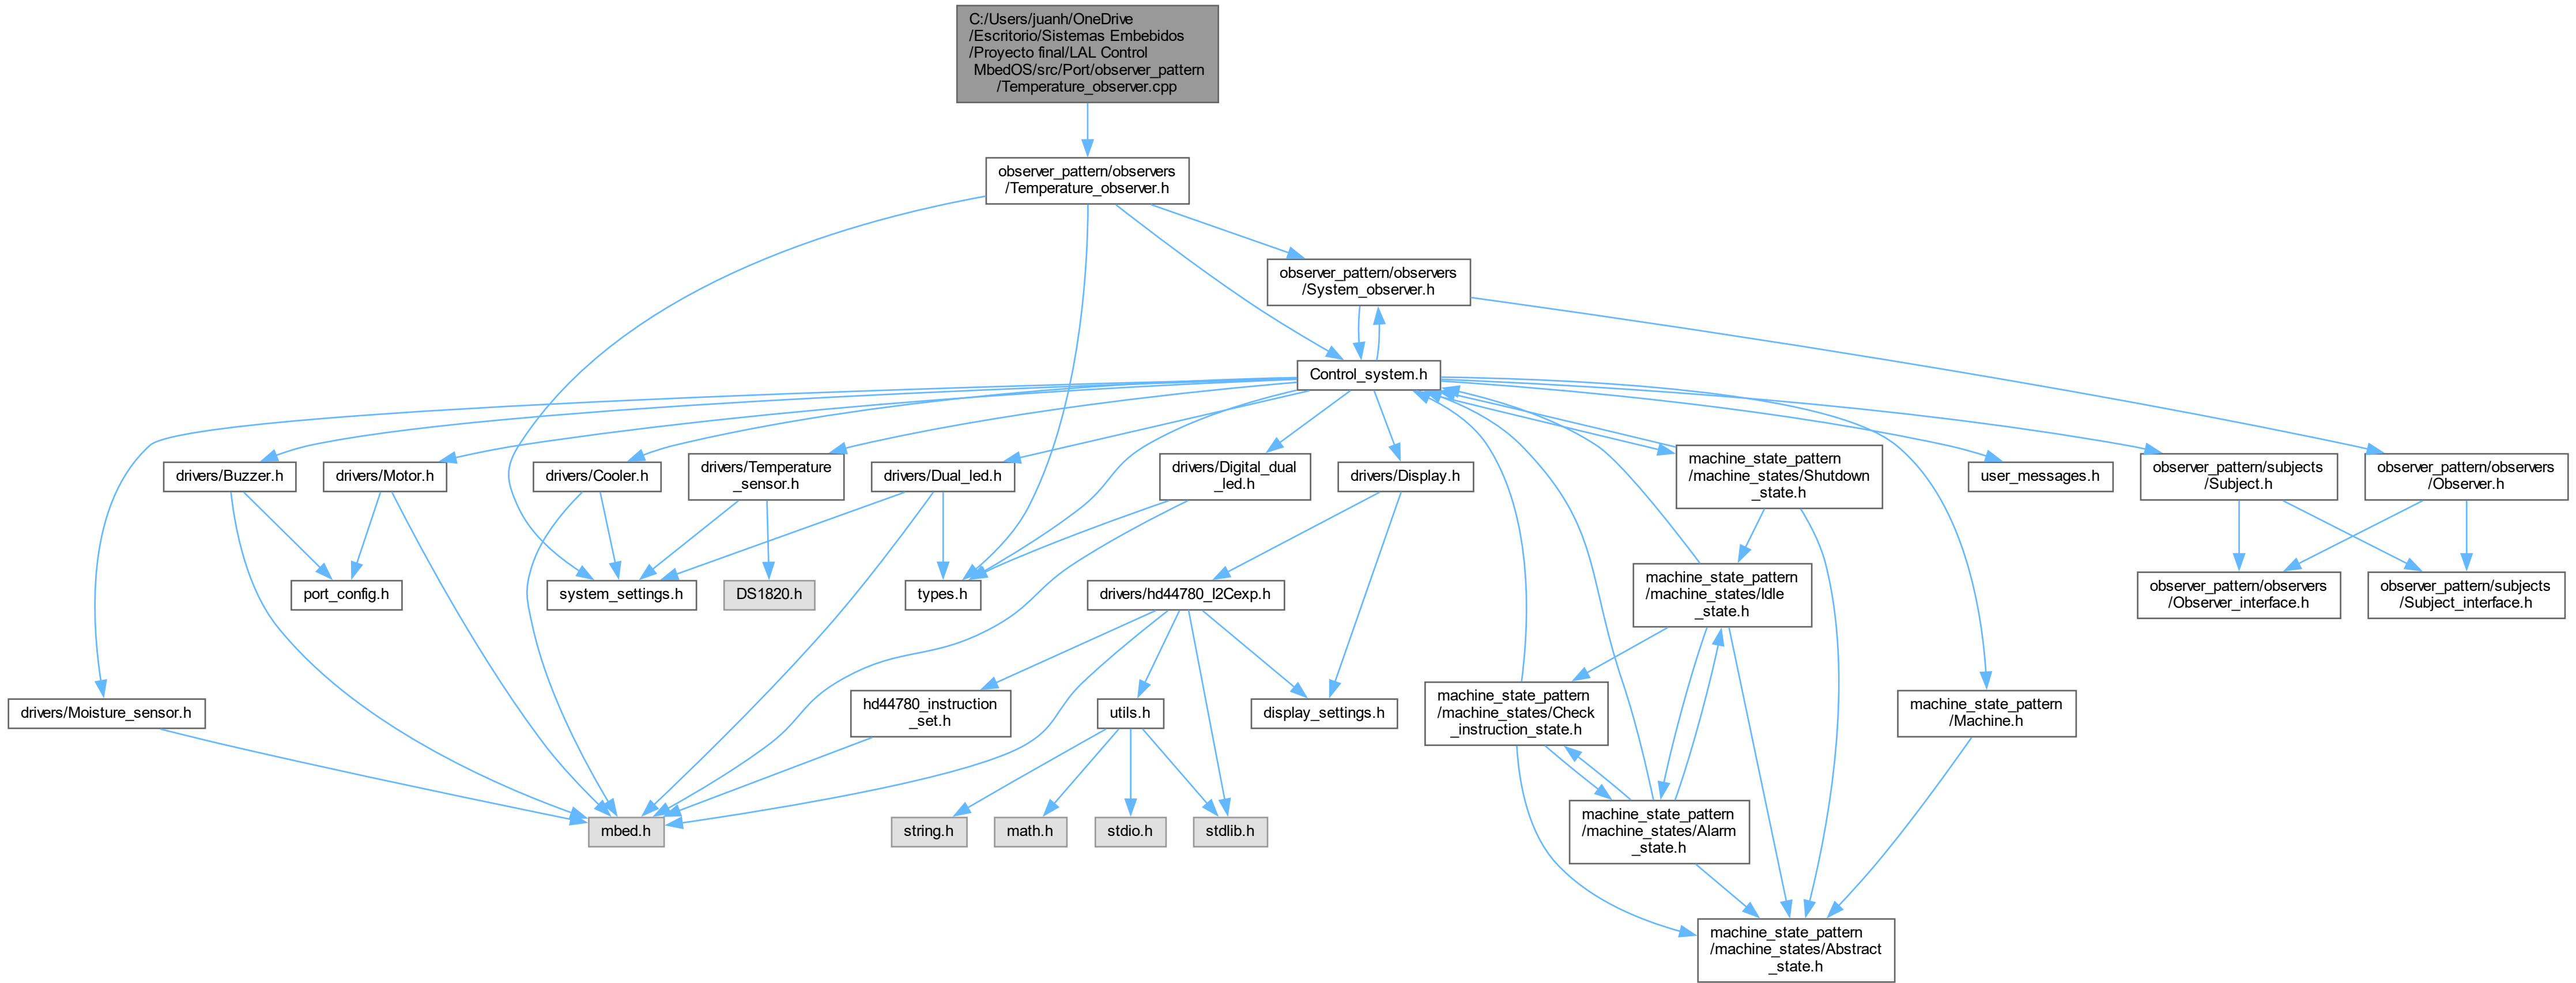 C:/Users/juanh/OneDrive
/Escritorio/Sistemas Embebidos
/Proyecto final/LAL Control
MbedOS/src/Port/observer_pattern
/Temperature_observer.cpp
observer_pattern/observers
/Temperature_observer.h
observer_pattern/observers
/System_observer.h
Control_system.h
drivers/Buzzer.h
drivers/Motor.h
drivers/Cooler.h
drivers/Temperature
_sensor.h
drivers/Dual_led.h
drivers/Digital_dual
_led.h
drivers/Display.h
machine_state_pattern
/machine_states/Shutdown
_state.h
user_messages.h
observer_pattern/subjects
/Subject.h
observer_pattern/observers
/Observer.h
port_config.h
system_settings.h
DS1820.h
types.h
drivers/hd44780_I2Cexp.h
machine_state_pattern
/machine_states/Idle
_state.h
observer_pattern/observers
/Observer_interface.h
observer_pattern/subjects
/Subject_interface.h
drivers/Moisture_sensor.h
hd44780_instruction
_set.h
utils.h
display_settings.h
machine_state_pattern
/machine_states/Check
_instruction_state.h
machine_state_pattern
/Machine.h
mbed.h
string.h
math.h
stdio.h
stdlib.h
machine_state_pattern
/machine_states/Alarm
_state.h
machine_state_pattern
/machine_states/Abstract
_state.h